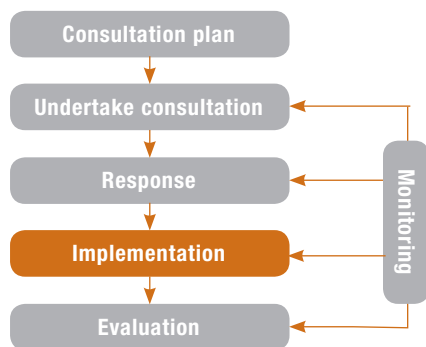 Consultation plan
Undertake consultation
Response
Monitoring
Implementation
Evaluation